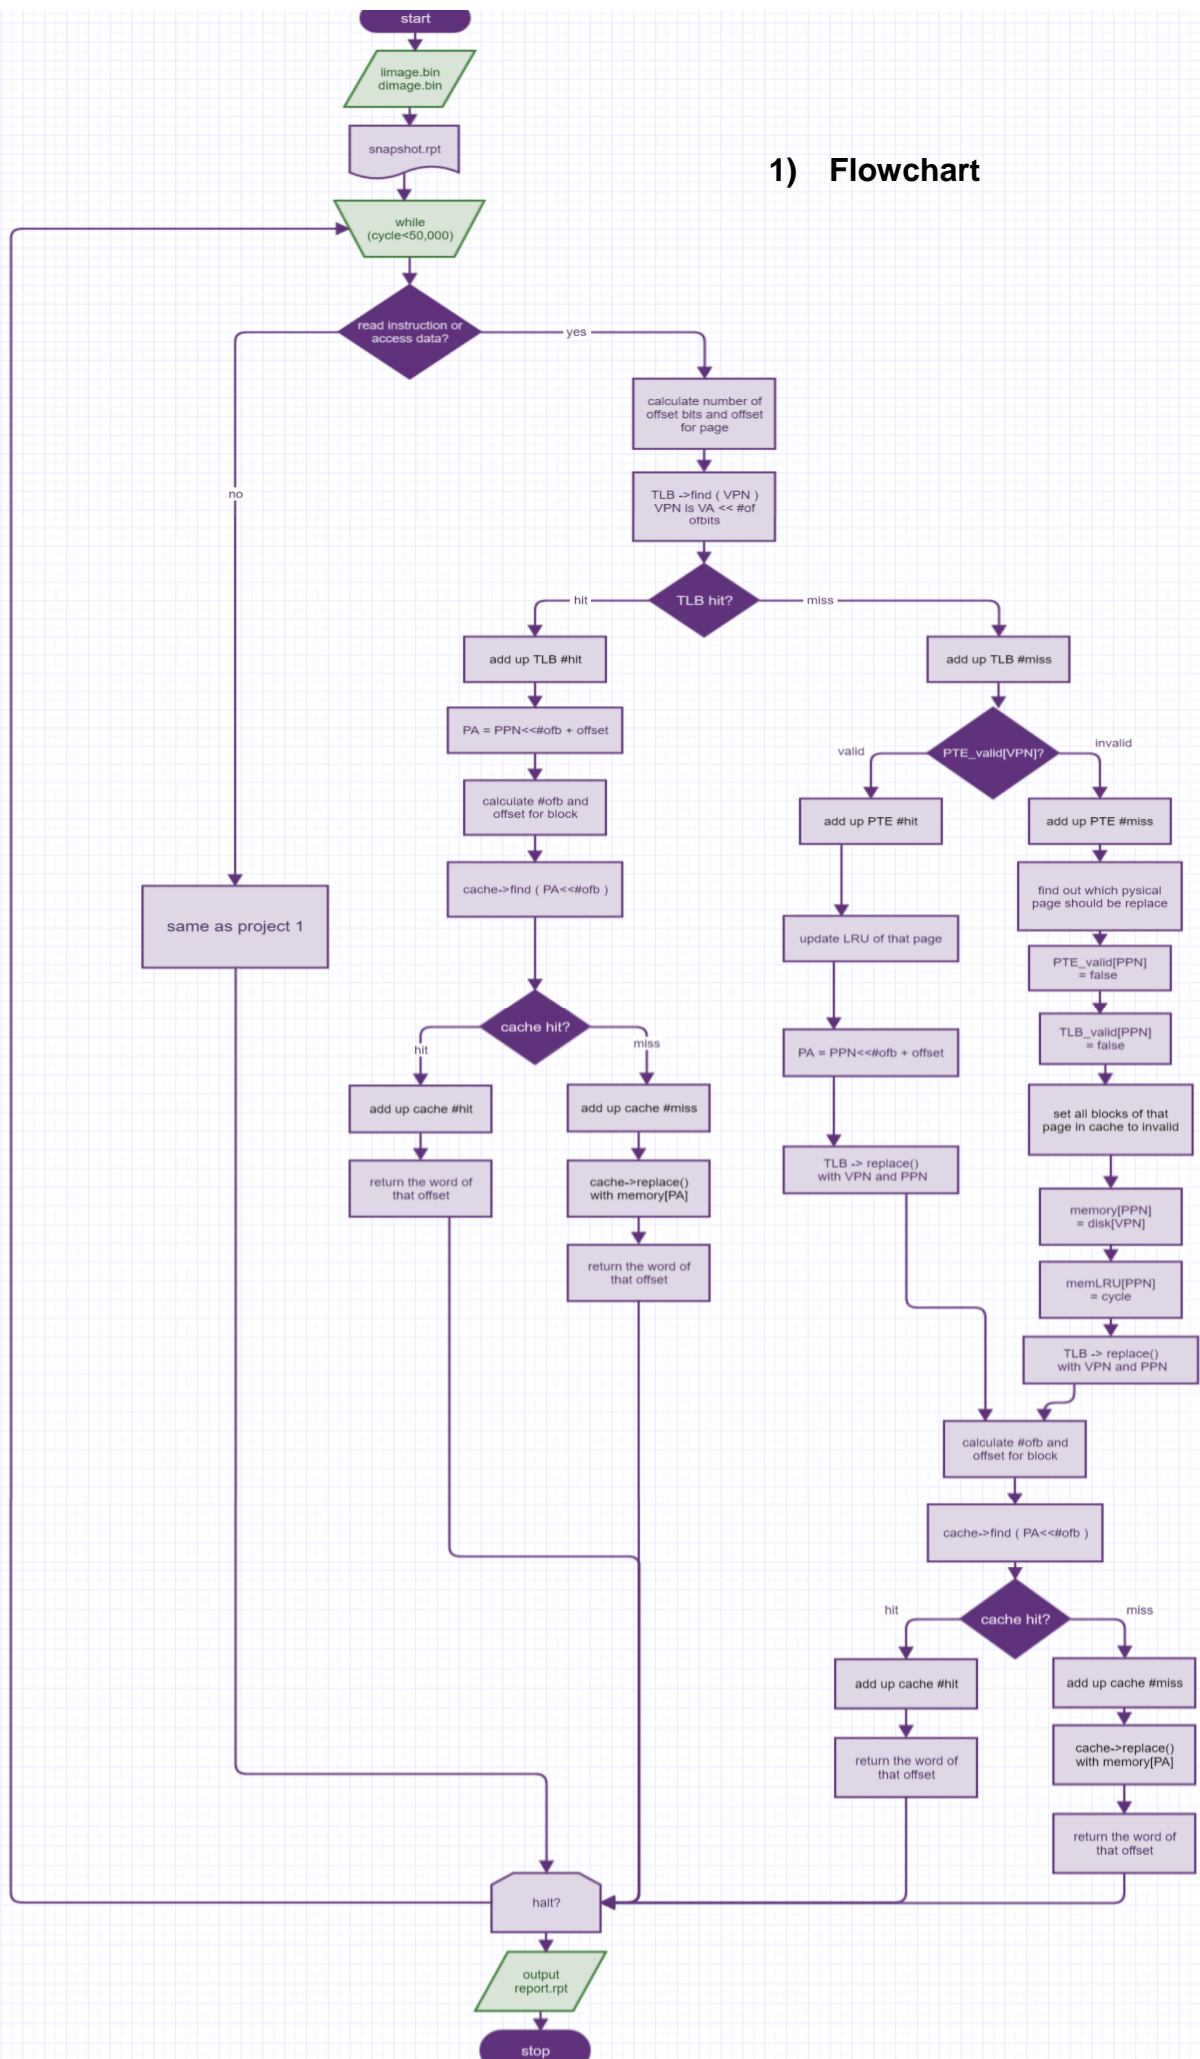 start
iimage.bin
dimage.bin
snapshot.rpt
1) Flowchart
while
(cycle<50,000)
read instruction or
access data?
yes
no
calculate number of
offset bits and offset
for page
TLB ->find ( VPN )
VPN is VA << #of
ofbits
TLB hit?
hit
miss
add up TLB #hit
PA = PPN<<#ofb + offset
calculate #ofb and
offset for block
cache->find ( PA<<#ofb )
cache hit?
hit
miss
add up cache #hit
return the word of
that offset
add up cache #miss
cache->replace()
with memory[PA]
return the word of
that offset
same as project 1
add up TLB #miss
PTE_valid[VPN]?
valid
invalid
add up PTE #hit
update LRU of that page
PA = PPN<<#ofb + offset
TLB -> replace()
with VPN and PPN
add up PTE #miss
find out which pysical
page should be replace
PTE_valid[PPN]
= false
TLB_valid[PPN]
= false
set all blocks of that
page in cache to invalid
memory[PPN]
= disk[VPN]
memLRU[PPN]
= cycle
TLB -> replace()
with VPN and PPN
calculate #ofb and
offset for block
cache->find ( PA<<#ofb )
cache hit?
hit
miss
add up cache #hit
return the word of
that offset
add up cache #miss
cache->replace()
with memory[PA]
return the word of
that offset
halt?
output
report.rpt
stop